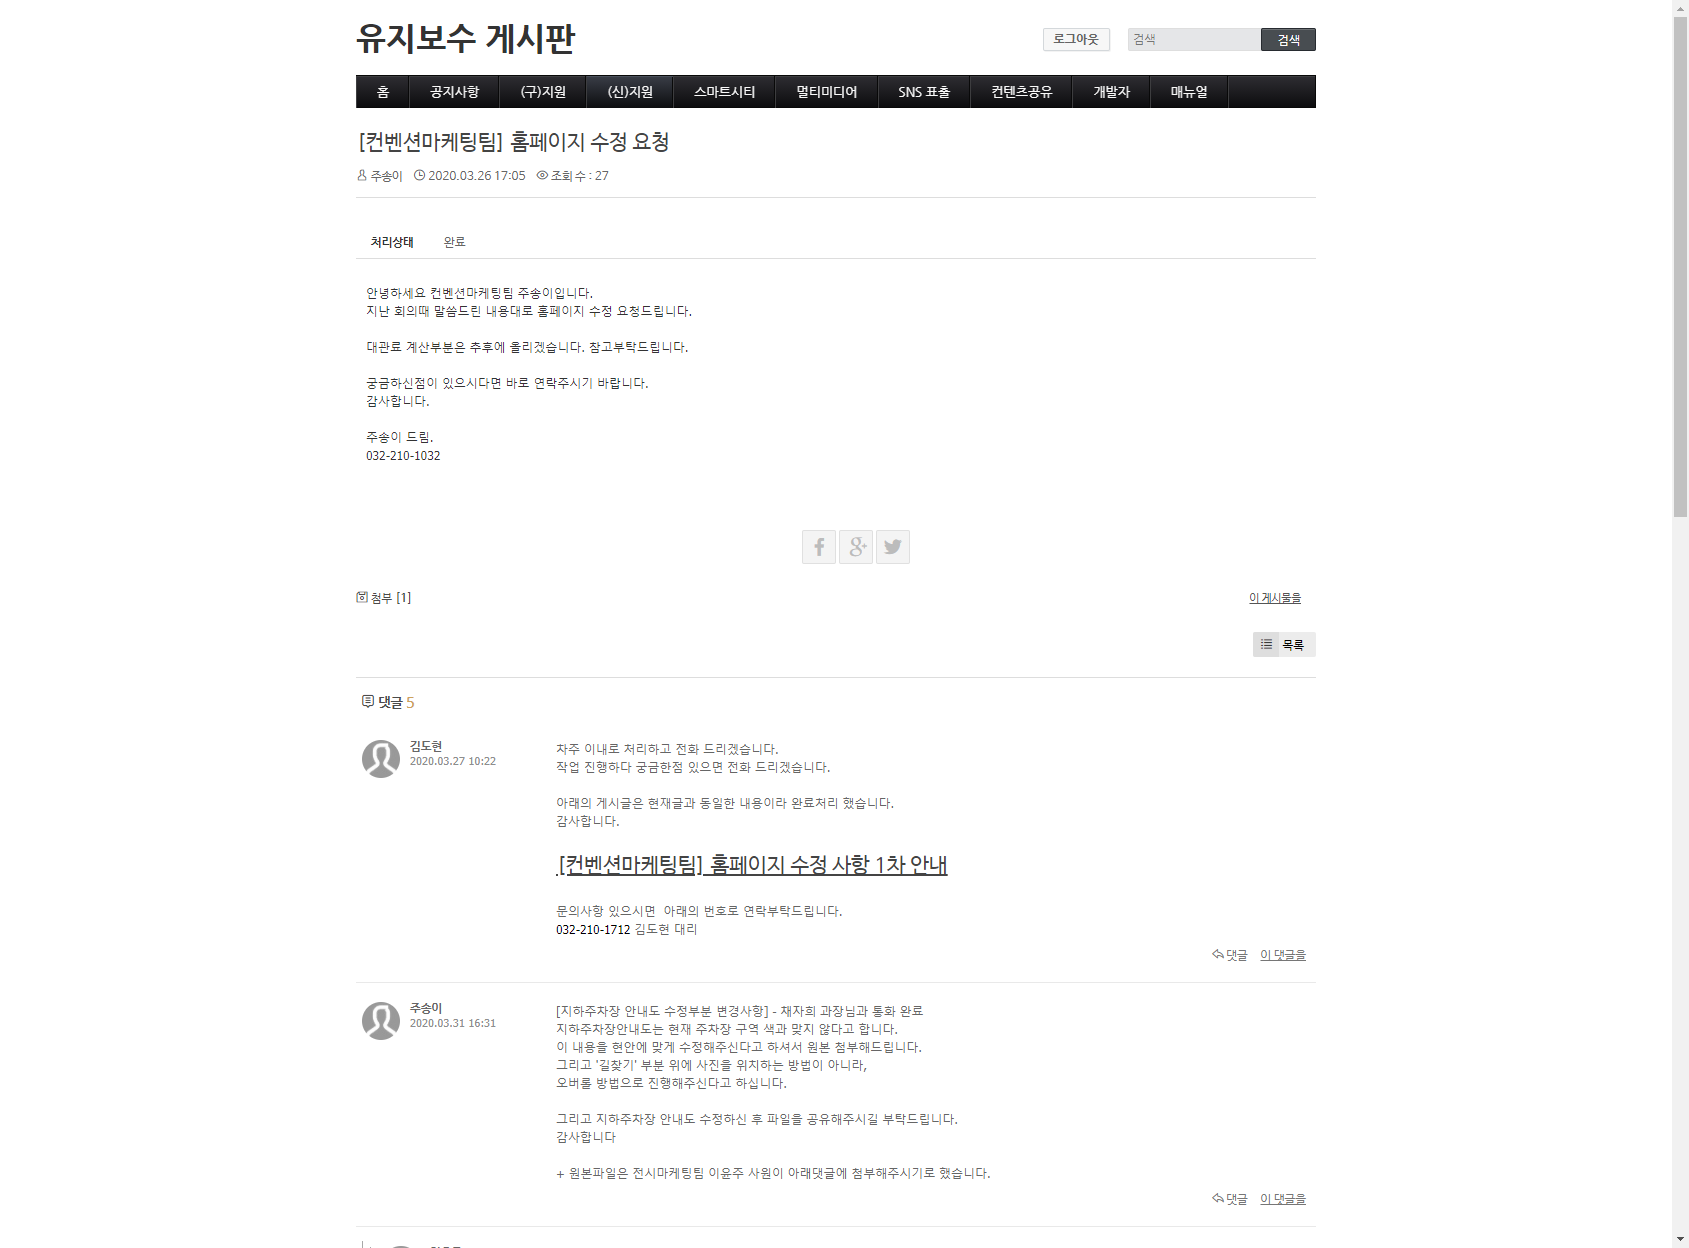 유지보수 게시판
로그아웃 검색 검색
홈 공지사항 (구)지원 (신)지원 스마트시티 멀티미디어 SNS 표출 컨텐츠공유 개발자 매뉴얼
[컨벤션마케팅팀] 홈페이지 수정 요청
주송이 2020.03.26 17:05 조회 수 : 27
처리상태 완료
안녕하세요 컨벤션마케팅팀 주송이입니다.
지난 회의때 말씀드린 내용대로 홈페이지 수정 요청드립니다.
대관료 계산부분은 추후에 올리겠습니다. 참고부탁드립니다.
궁금하신점이 있으시다면 바로 연락주시기 바랍니다.
감사합니다.
주송이 드림.
032-210-1032
첨부 [1] 이 게시물을
목록
댓글 5
김도현
2020.03.27 10:22
차주 이내로 처리하고 전화 드리겠습니다.
작업 진행하다 궁금한점 있으면 전화 드리겠습니다.
아래의 게시글은 현재글과 동일한 내용이라 완료처리 했습니다.
감사합니다.
[컨벤션마케팅팀] 홈페이지 수정 사항 1차 안내
문의사항 있으시면  아래의 번호로 연락부탁드립니다.
032-210-1712 김도현 대리
댓글 이 댓글을
주송이
2020.03.31 16:31
[지하주차장 안내도 수정부분 변경사항] - 채자희 과장님과 통화 완료
지하주차장안내도는 현재 주차장 구역 색과 맞지 않다고 합니다.
이 내용을 현안에 맞게 수정해주신다고 하셔서 원본 첨부해드립니다.
그리고 '길찾기' 부분 위에 사진을 위치하는 방법이 아니라,
오버롤 방법으로 진행해주신다고 하십니다.
그리고 지하주차장 안내도 수정하신 후 파일을 공유해주시길 부탁드립니다.
감사합니다
+ 원본파일은 전시마케팅팀 이윤주 사원이 아래댓글에 첨부해주시기로 했습니다.
댓글 이 댓글을